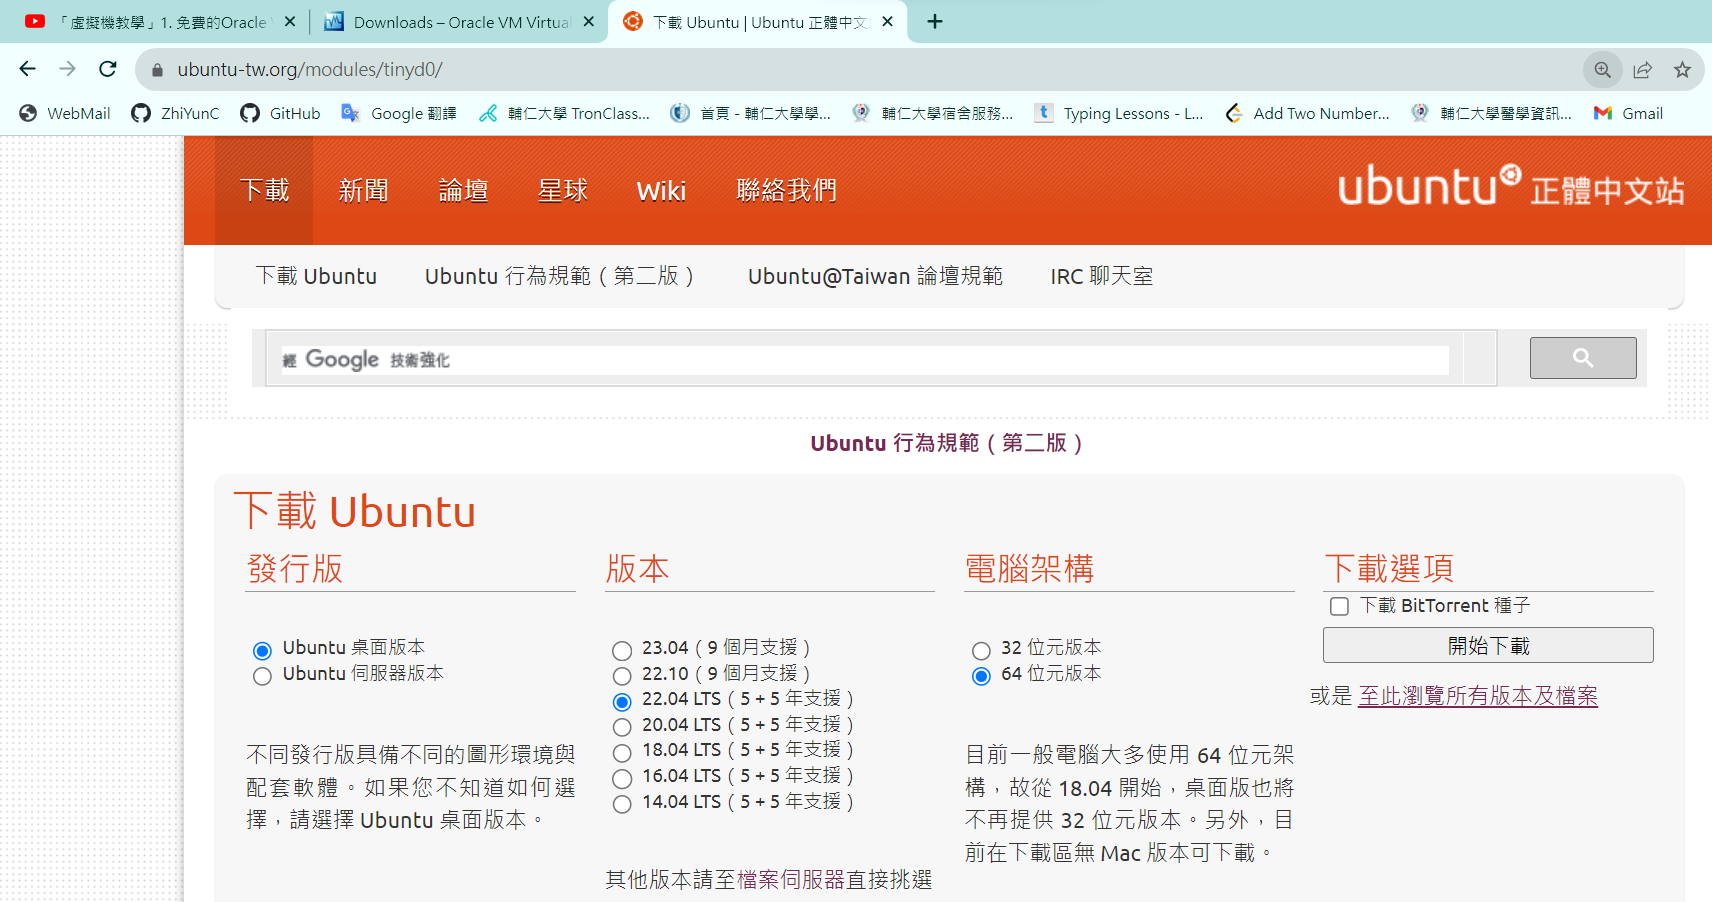 「虛擬機教學」1. 免費的Oracle
Downloads – Oracle VM Virtual
下載 Ubuntu | Ubuntu 正體中文
ubuntu-tw.org/modules/tinyd0/
WebMail
ZhiYunC
GitHub
Google 翻譯
輔仁大學 TronClass...
首頁 - 輔仁大學學...
輔仁大學宿舍服務...
Typing Lessons - L...
Add Two Number...
輔仁大學醫學資訊...
Gmail
下載
新聞
論壇
星球
Wiki
聯絡我們
ubuntu 正體中文站
下載 Ubuntu
Ubuntu 行為規範（第二版）
Ubuntu@Taiwan 論壇規範
IRC 聊天室
經 Google 技術強化
Ubuntu 行為規範（第二版）
下載 Ubuntu
發行版
Ubuntu 桌面版本
Ubuntu 伺服器版本
不同發行版具備不同的圖形環境與
配套軟體。如果您不知道如何選
擇，請選擇 Ubuntu 桌面版本。
版本
23.04（9 個月支援）
22.10（9 個月支援）
22.04 LTS（5 + 5 年支援）
20.04 LTS（5 + 5 年支援）
18.04 LTS（5 + 5 年支援）
16.04 LTS（5 + 5 年支援）
14.04 LTS（5 + 5 年支援）
其他版本請至檔案伺服器直接挑選
電腦架構
32 位元版本
64 位元版本
目前一般電腦大多使用 64 位元架
構，故從 18.04 開始，桌面版也將
不再提供 32 位元版本。另外，目
前在下載區無 Mac 版本可下載。
下載選項
下載 BitTorrent 種子
開始下載
或是 至此瀏覽所有版本及檔案